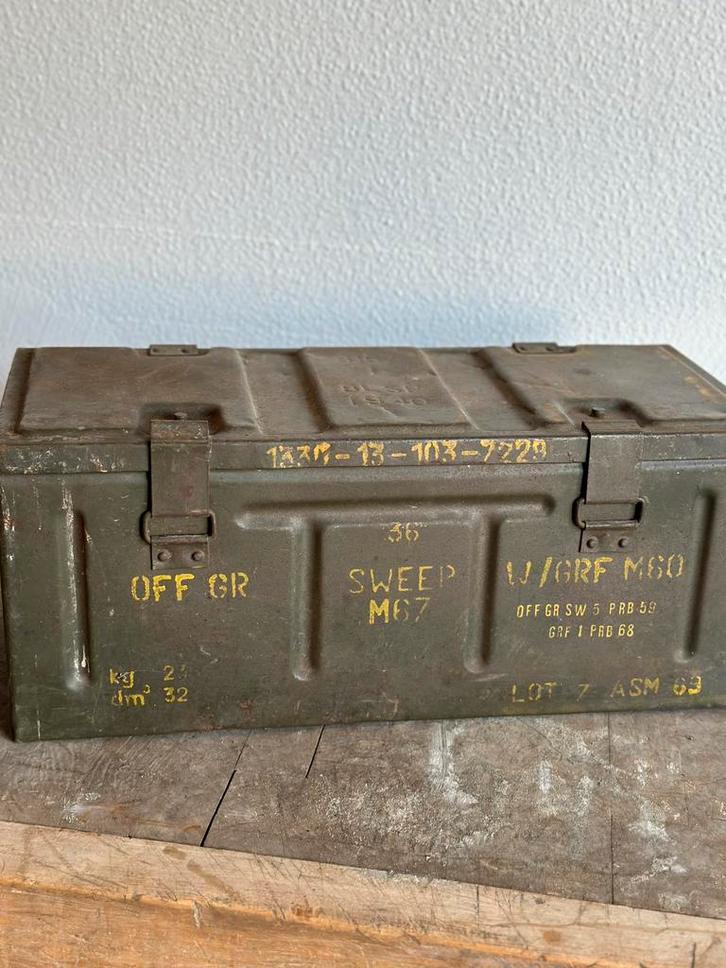 1330-13-103-7229
36
OFF GR SWEEP W/GRF M60
M67
OFF GR SW 5 PRB 59
GRF 1 PRB 68
kg 23
dm³ 32
LOT 7 ASM 69